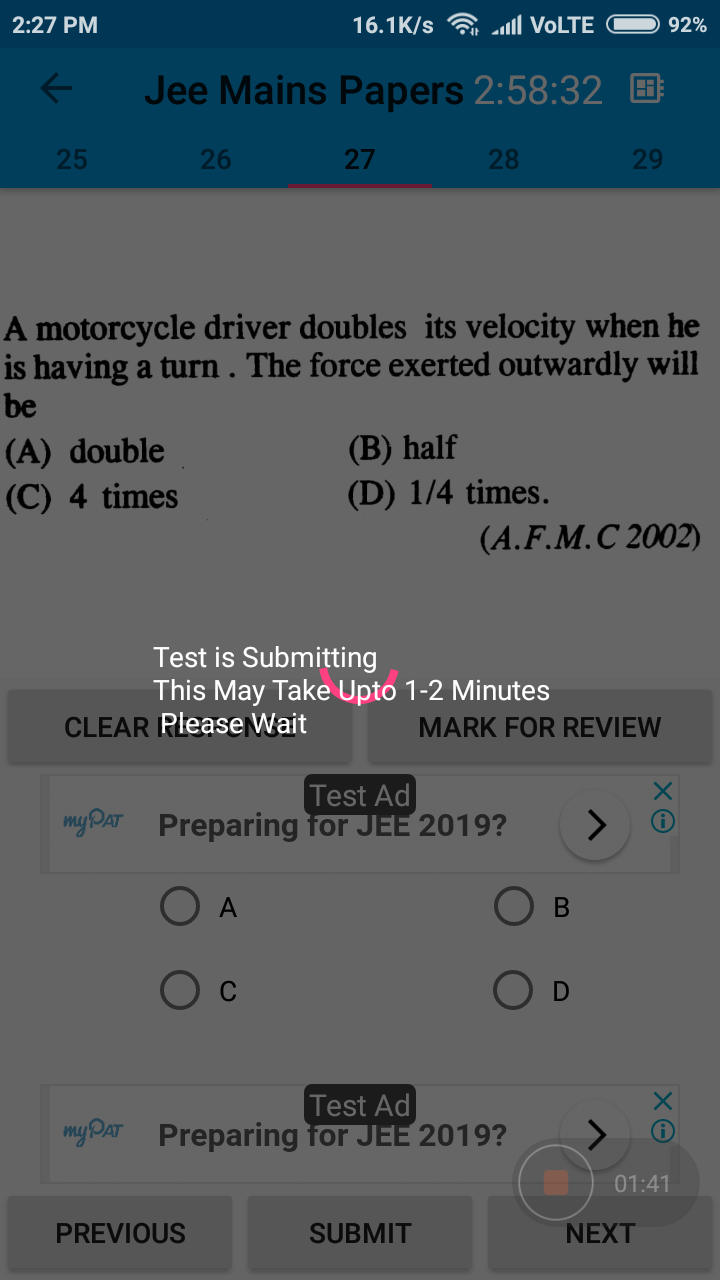 2:27 PM 16.1K/s VoLTE 92%
Jee Mains Papers 2:58:32
25 26 27 28 29
A motorcycle driver doubles its velocity when he
is having a turn . The force exerted outwardly will
be
(A) double (B) half
(C) 4 times (D) 1/4 times.
(A.F.M.C 2002)
Test is Submitting
This May Take Upto 1-2 Minutes
Please Wait
CLEAR RESPONSE MARK FOR REVIEW
Test Ad
myPAT Preparing for JEE 2019?
A B
C D
Test Ad
myPAT Preparing for JEE 2019?
01:41
PREVIOUS SUBMIT NEXT